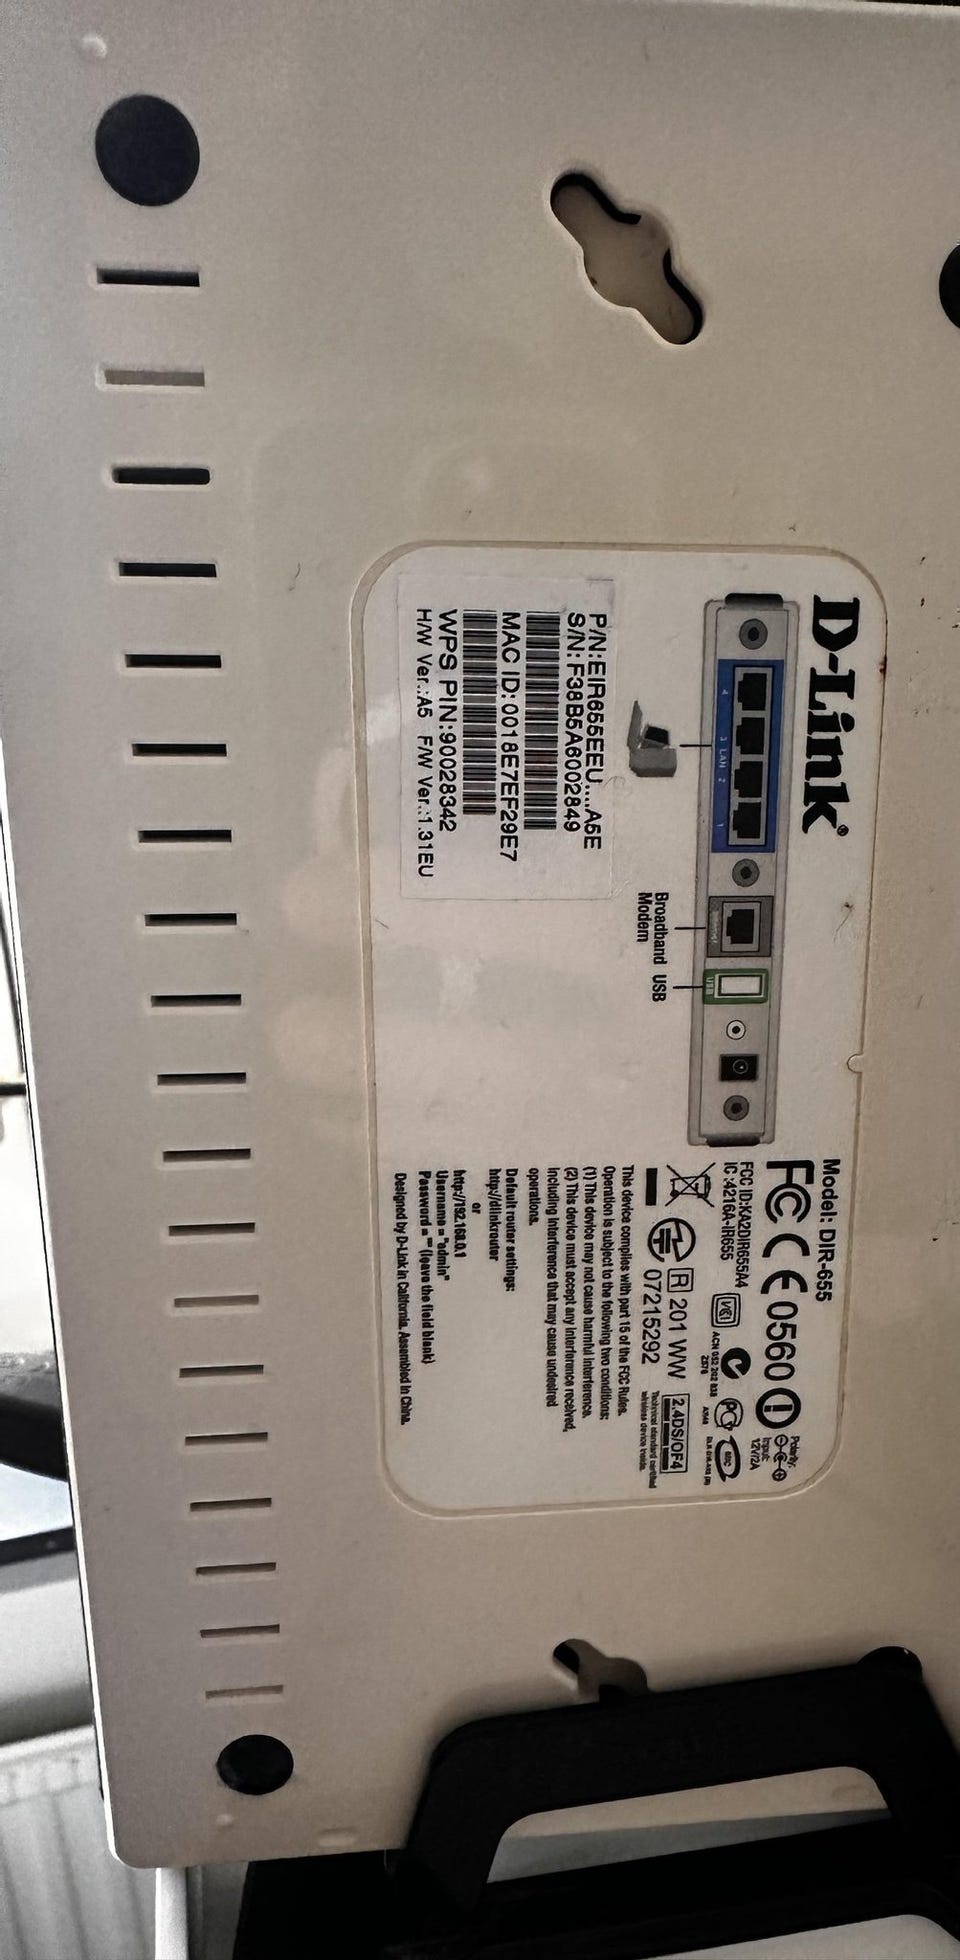 D-Link®
4 3 LAN 2 1
USB
Broadband USB
Modem
P/N:EIR655EEU....A5E
S/N: F38B5A6002849
MAC ID: 0018E7EF29E7
WPS PIN:90028342
H/W Ver.:A5 F/W Ver.:1.31EU
Model: DIR-655
FC CE 0560
Polarity:
Input:
12V/2A
FCC ID:KA2DIR655A4
IC:4216A-IR655
R 201 WW
07215292
2.4DS/OF4
This device complies with part 15 of the FCC Rules.
Operation is subject to the following two conditions:
(1) This device may not cause harmful interference.
(2) This device must accept any interference received,
including interference that may cause undesired
operations.
Default router settings:
http://dlinkrouter
or
http://192.168.0.1
Username = "admin"
Password = "" (leave the field blank)
Designed by D-Link in California. Assembled in China.